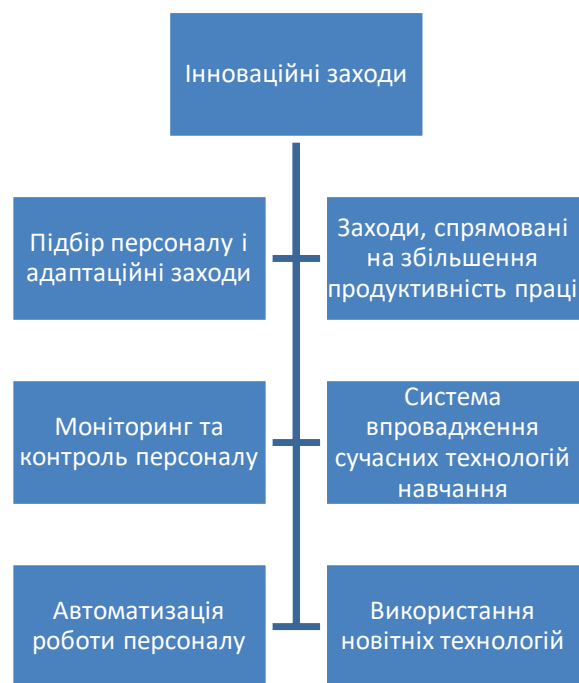 Інноваційні заходи
Підбір персоналу і
адаптаційні заходи
Заходи, спрямовані
на збільшення
продуктивність праці
Моніторинг та
контроль персоналу
Система
впровадження
сучасних технологій
навчання
Автоматизація
роботи персоналу
Використання
новітніх технологій